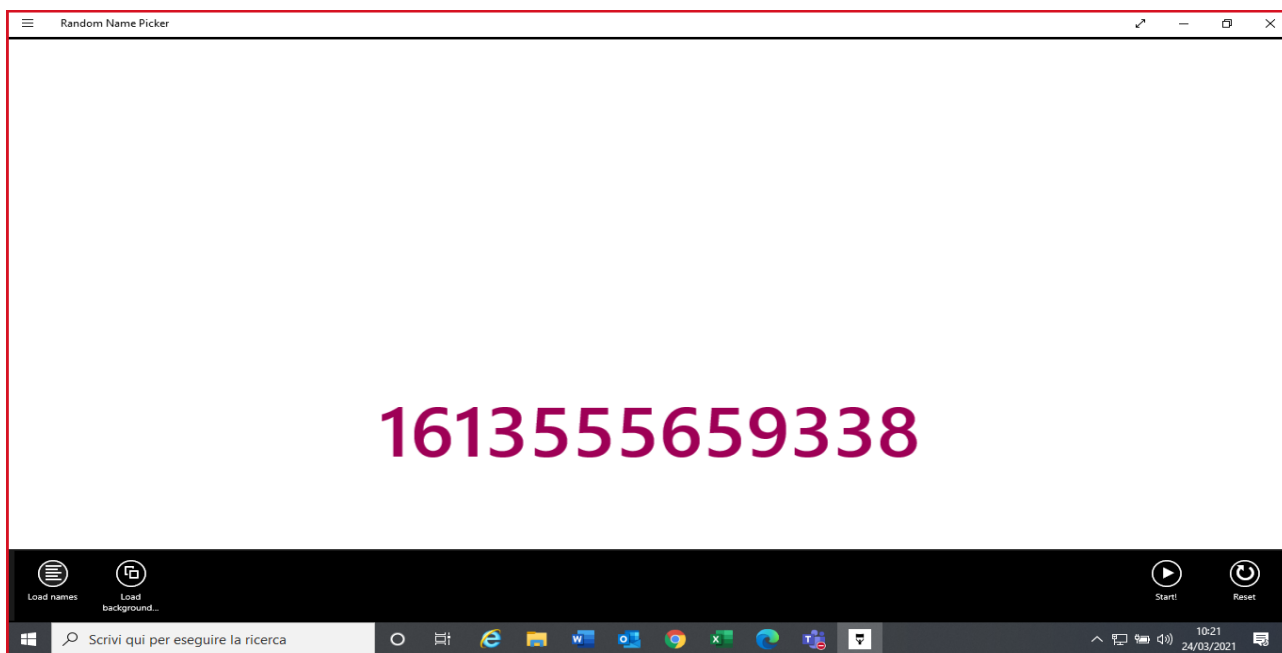 Random Name Picker
1613555659338
Load names
Load
background...
Start!
Reset
Scrivi qui per eseguire la ricerca
10:21
24/03/2021